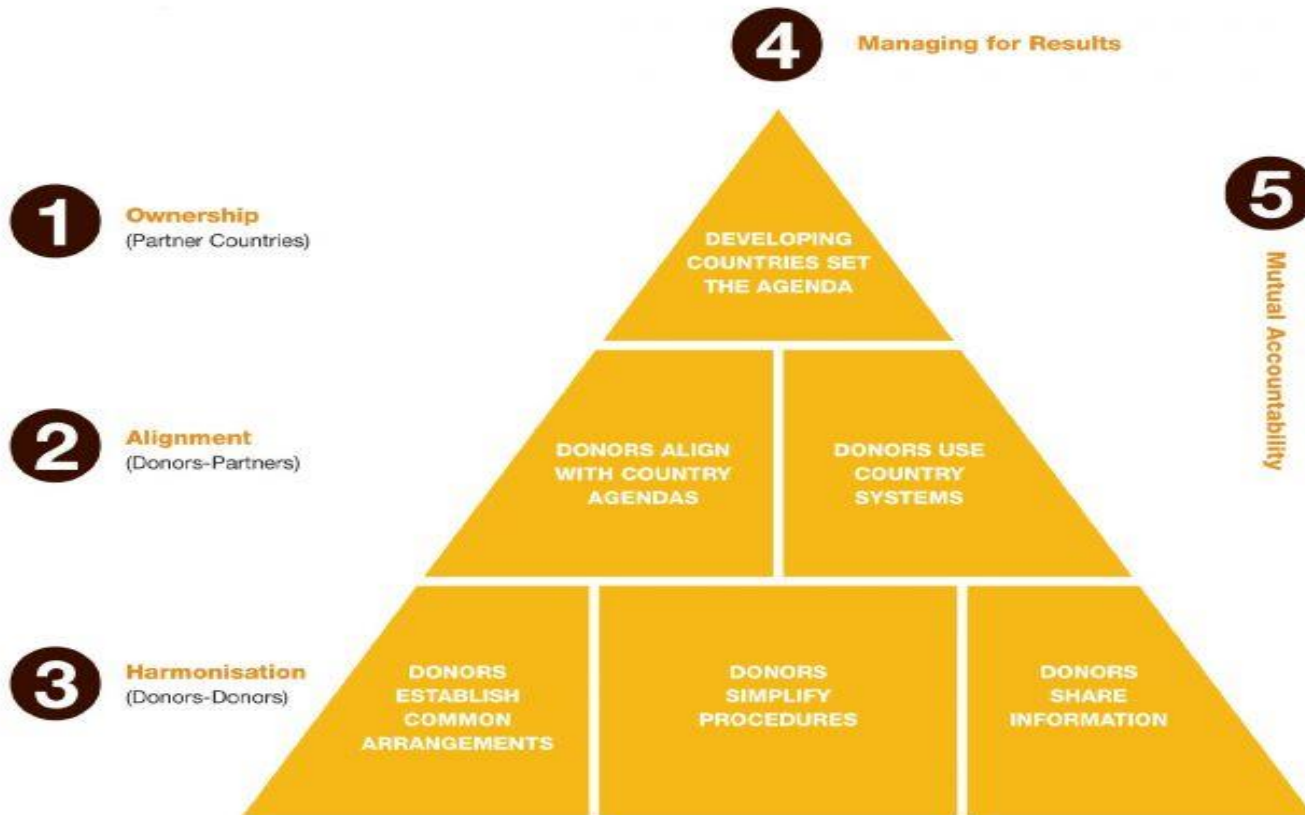 4
Managing for Results
1
Ownership
(Partner Countries)
DEVELOPING
COUNTRIES SET
THE AGENDA
5
Mutual Accountability
2
Alignment
(Donors-Partners)
DONORS ALIGN
WITH COUNTRY
AGENDAS
DONORS USE
COUNTRY
SYSTEMS
3
Harmonisation
(Donors-Donors)
DONORS
ESTABLISH
COMMON
ARRANGEMENTS
DONORS
SIMPLIFY
PROCEDURES
DONORS
SHARE
INFORMATION